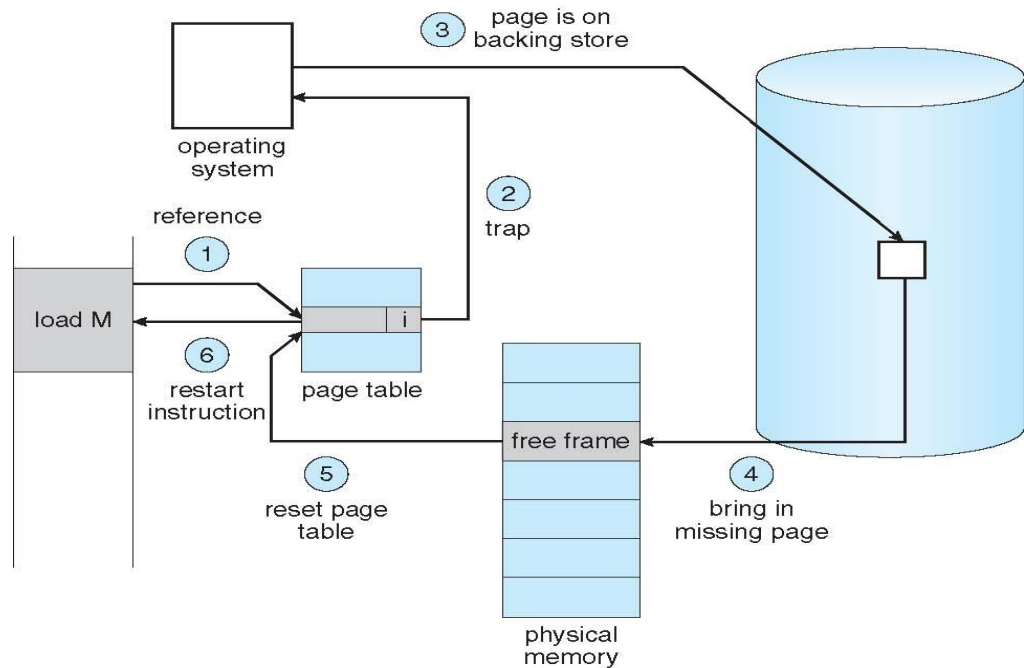 3
page is on
backing store
operating
system
2
trap
reference
1
load M
i
6
restart
instruction
page table
free frame
5
reset page
table
4
bring in
missing page
physical
memory